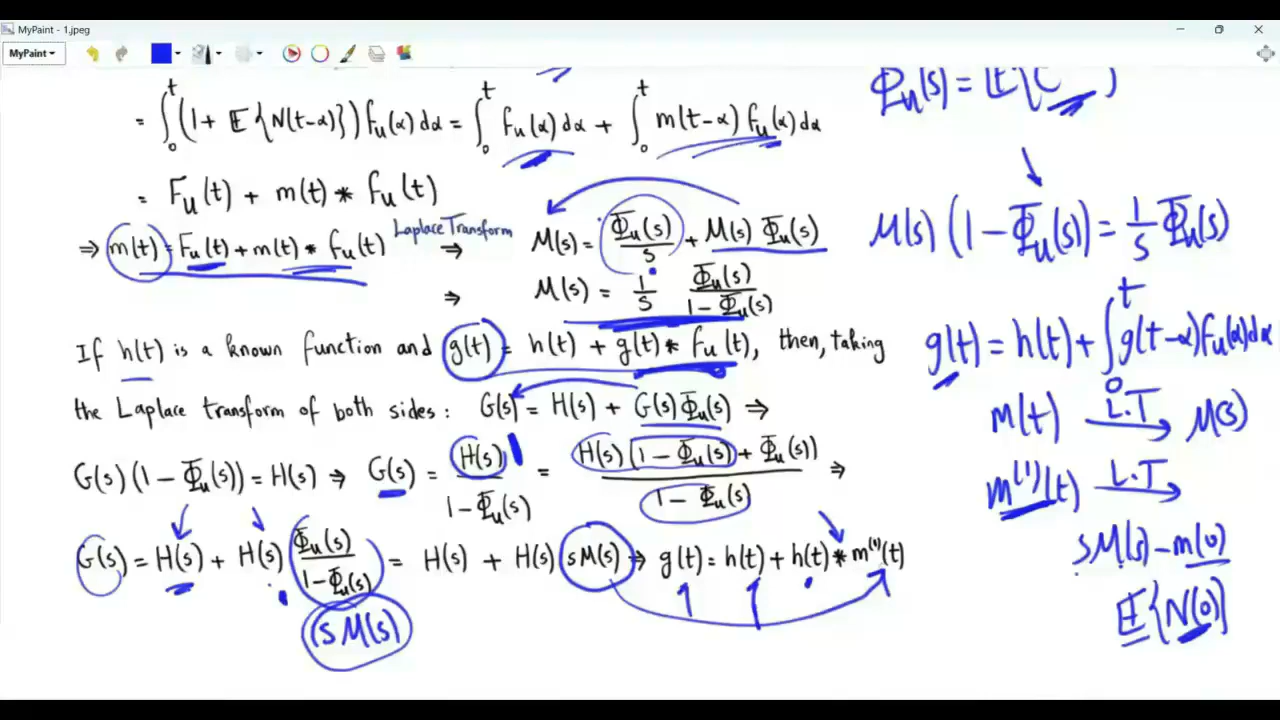 MyPaint - 1.jpeg
MyPaint
= ∫₀ᵗ (1 + 𝔼{N(t-α)}) f_u(α)dα = ∫₀ᵗ f_u(α)dα + ∫₀ᵗ m(t-α) f_u(α)dα
= F_u(t) + m(t) * f_u(t)
⇒ m(t) = F_u(t) + m(t) * f_u(t) Laplace Transform ⇒ M(s) = Φ_u(s)/s + M(s) Φ_u(s)
⇒ M(s) = 1/s Φ_u(s)/(1 - Φ_u(s))
If h(t) is a known function and g(t) = h(t) + g(t) * f_u(t), then, taking
the Laplace transform of both sides: G(s) = H(s) + G(s)Φ_u(s) ⇒
G(s)(1 - Φ_u(s)) = H(s) ⇒ G(s) = H(s)/(1 - Φ_u(s)) = (H(s)(1 - Φ_u(s)) + Φ_u(s))/(1 - Φ_u(s)) ⇒
G(s) = H(s) + H(s) Φ_u(s)/(1 - Φ_u(s)) = H(s) + H(s) sM(s) ⇒ g(t) = h(t) + h(t) * m⁽¹⁾(t)
(sM(s))
Φ_u(s) = 𝔼{
M(s) (1 - Φ_u(s)) = 1/s Φ_u(s)
g(t) = h(t) + ∫₀ᵗ g(t-α)f_u(α)dα
m(t) L.T → M(s)
m⁽¹⁾(t) L.T →
sM(s) - m(0)
𝔼{N(0)}